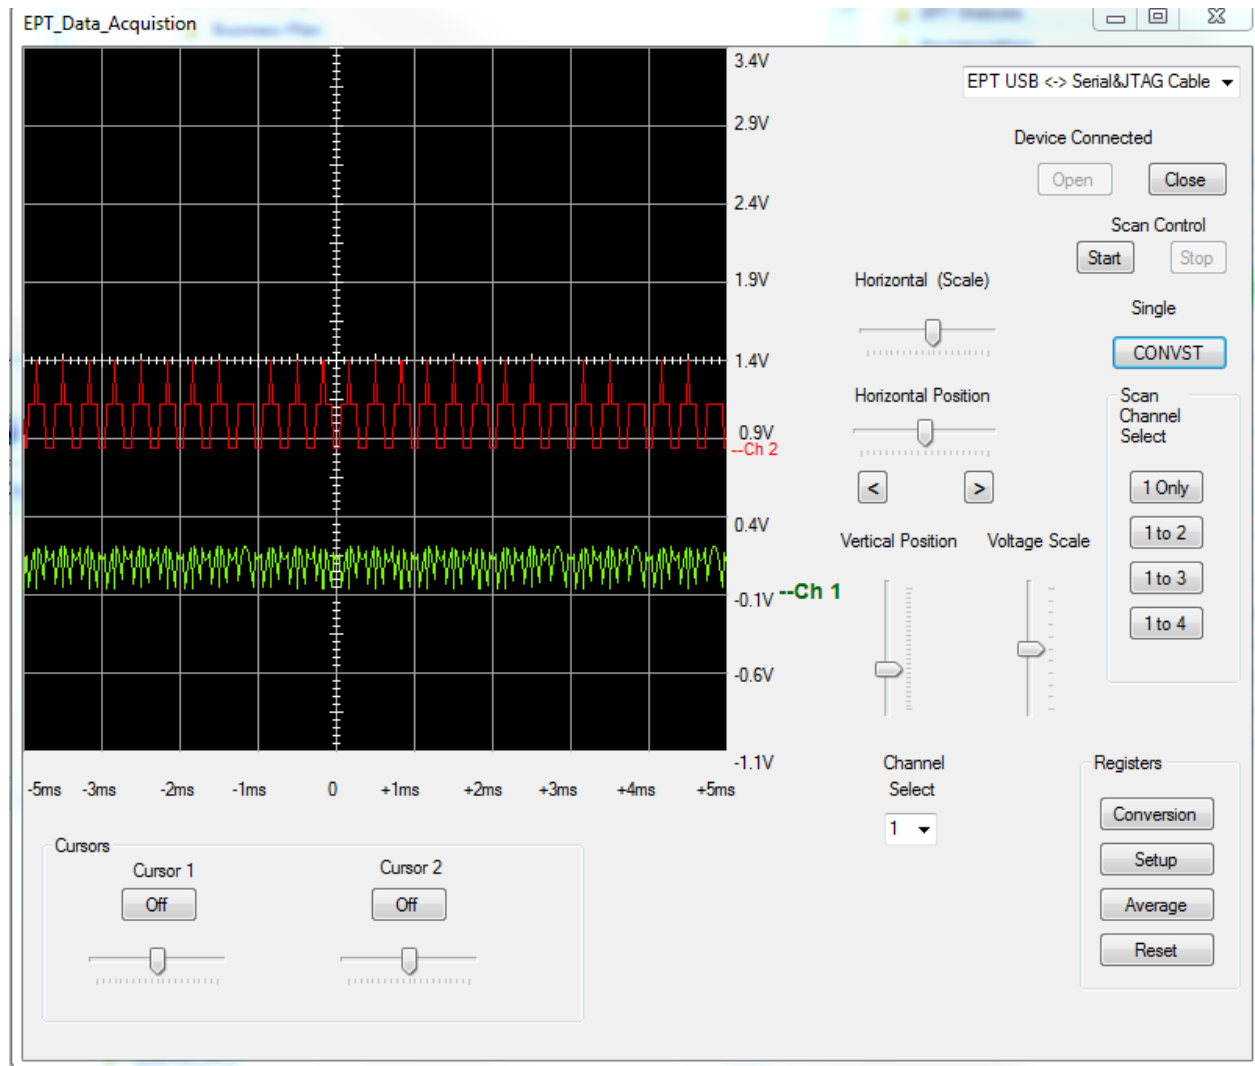 EPT_Data_Acquistion
3.4V
EPT USB <-> Serial&JTAG Cable
2.9V
Device Connected
Open
Close
2.4V
Scan Control
Start
Stop
1.9V
Horizontal (Scale)
Single
1.4V
CONVST
Horizontal Position
Scan
Channel
Select
0.9V
--Ch 2
<
>
1 Only
0.4V
Vertical Position
Voltage Scale
1 to 2
-0.1V
--Ch 1
1 to 3
1 to 4
-0.6V
-1.1V
Channel
Select
1
Registers
-5ms -3ms -2ms -1ms 0 +1ms +2ms +3ms +4ms +5ms
Conversion
Setup
Average
Reset
Cursors
Cursor 1
Cursor 2
Off
Off